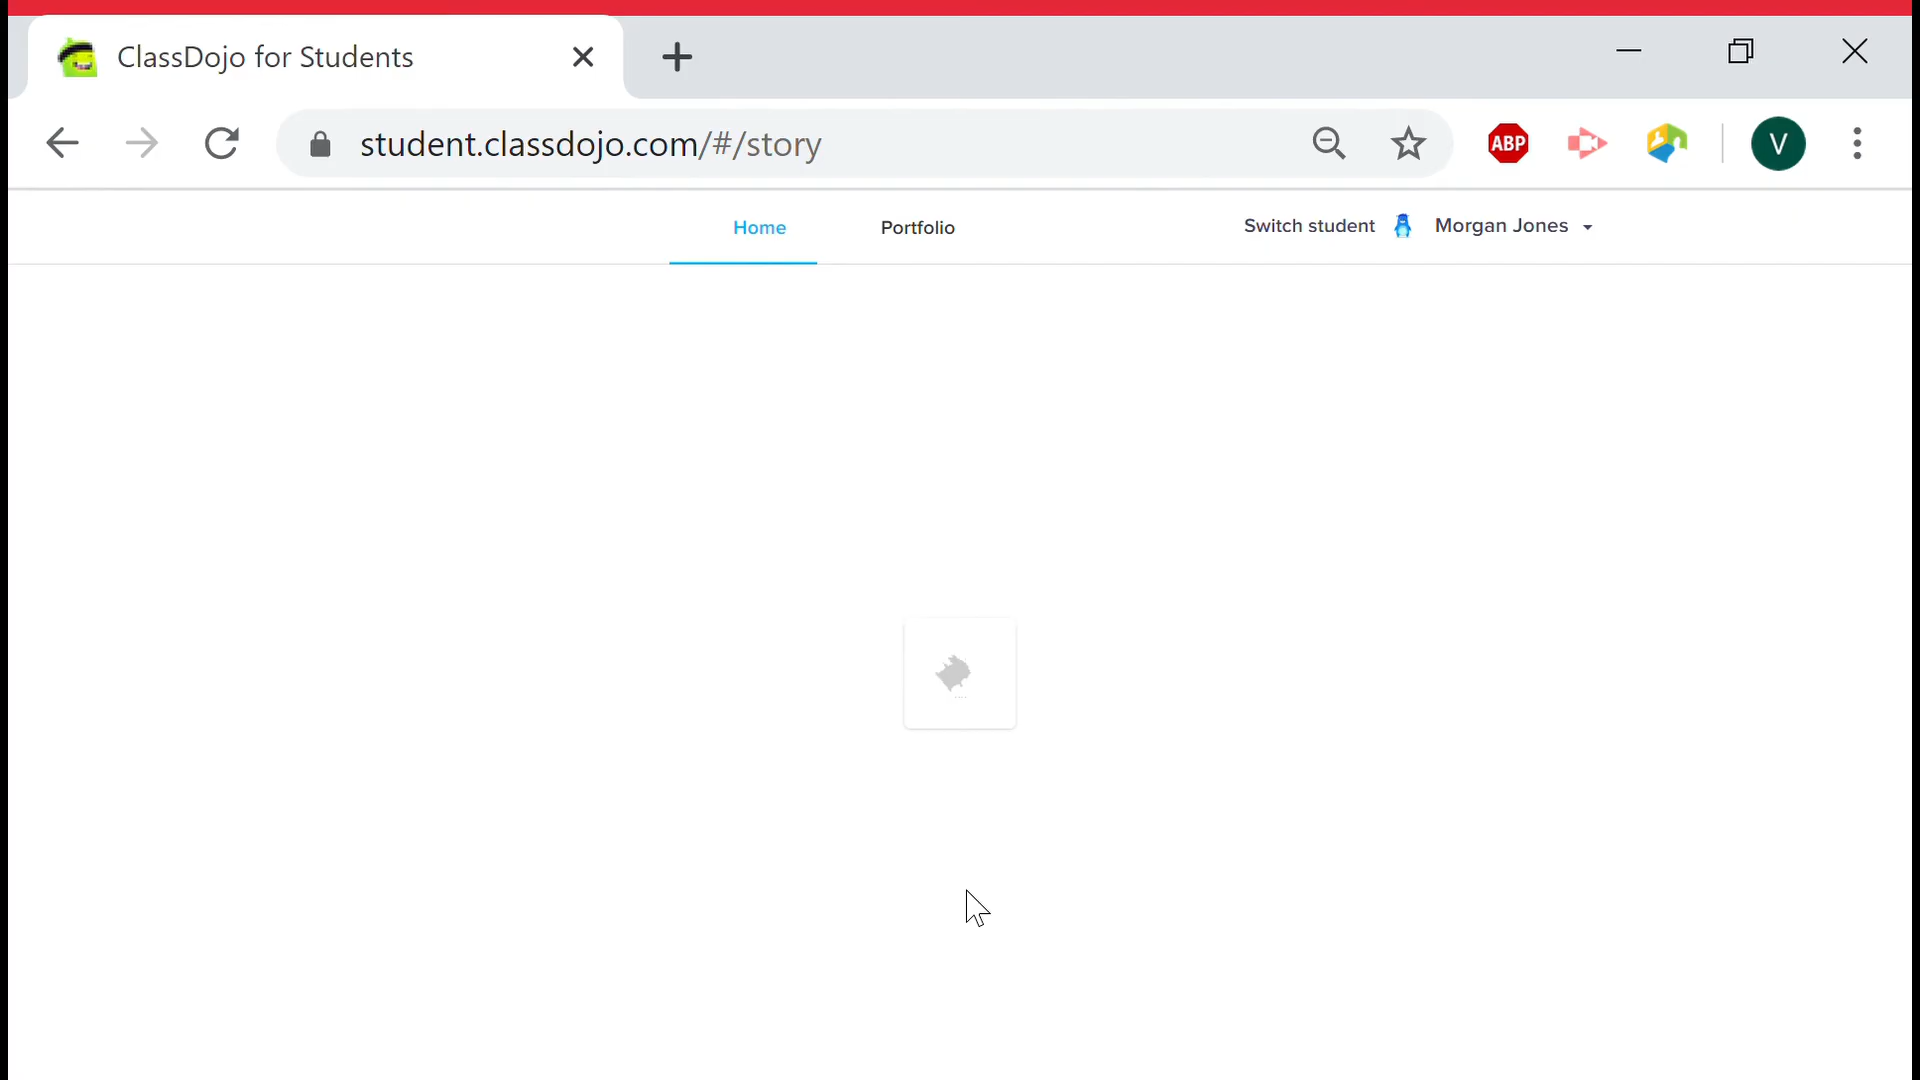 ClassDojo for Students
student.classdojo.com/#/story
ABP
V
Home Portfolio Switch student Morgan Jones